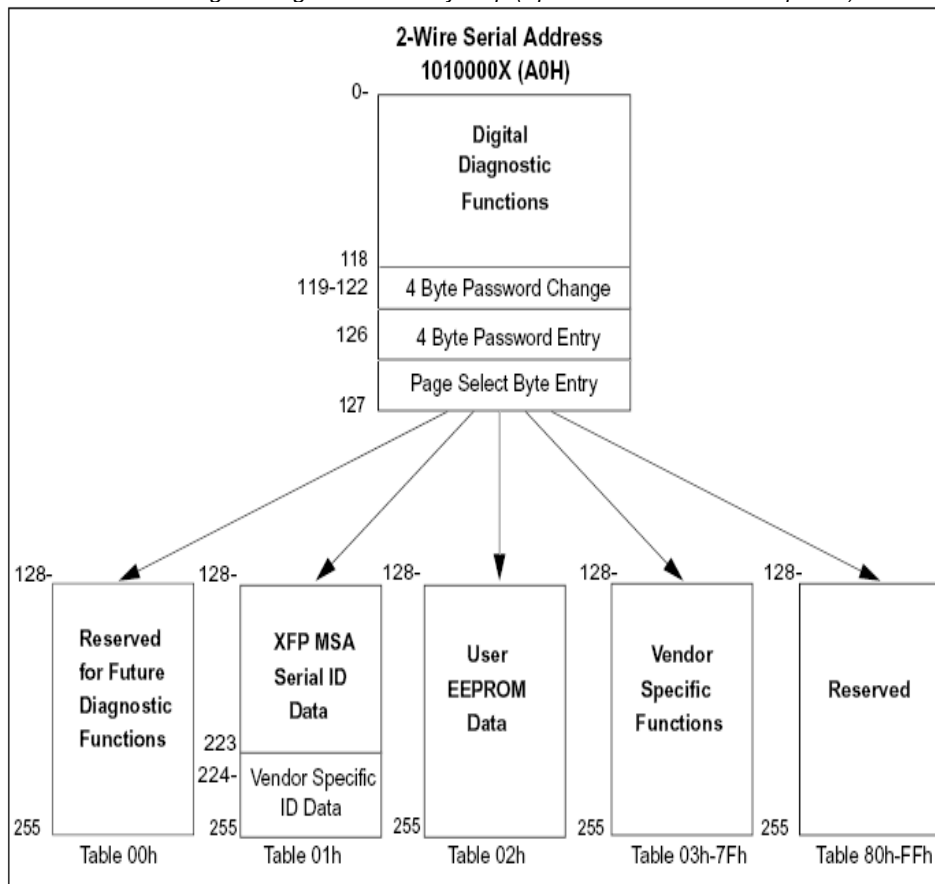 2-Wire Serial Address
1010000X (A0H)
0-
Digital
Diagnostic
Functions
118
119-122 4 Byte Password Change
126 4 Byte Password Entry
Page Select Byte Entry
127
128- 128- 128- 128- 128-
Reserved
for Future
Diagnostic
Functions
XFP MSA
Serial ID
Data
223
224- Vendor Specific
ID Data
User
EEPROM
Data
Vendor
Specific
Functions
Reserved
255 255 255 255 255
Table 00h Table 01h Table 02h Table 03h-7Fh Table 80h-FFh